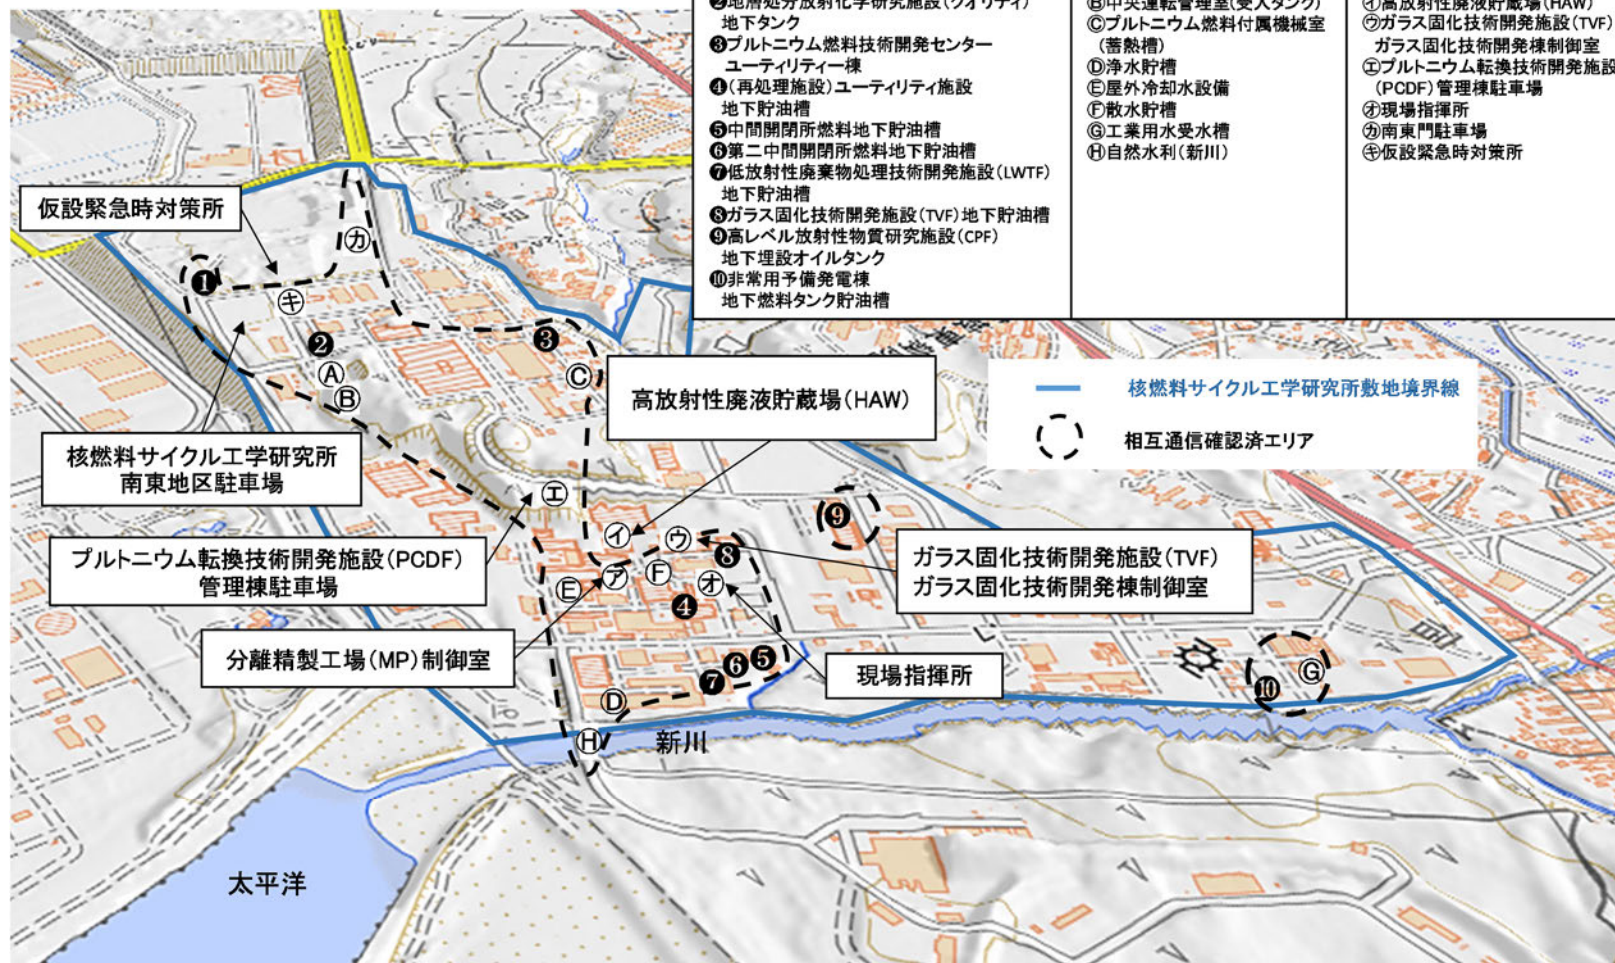 ❷地層処分放射化学研究施設(クオリティ)
地下タンク
❸プルトニウム燃料技術開発センター
ユーティリティー棟
❹(再処理施設)ユーティリティ施設
地下貯油槽
❺中間開閉所燃料地下貯油槽
❻第二中間開閉所燃料地下貯油槽
❼低放射性廃棄物処理技術開発施設(LWTF)
地下貯油槽
❽ガラス固化技術開発施設(TVF)地下貯油槽
❾高レベル放射性物質研究施設(CPF)
地下埋設オイルタンク
❿非常用予備発電棟
地下燃料タンク貯油槽
Ⓑ中央運転管理室(受入タンク)
Ⓒプルトニウム燃料付属機械室
(蓄熱槽)
Ⓓ浄水貯槽
Ⓔ屋外冷却水設備
Ⓕ散水貯槽
Ⓖ工業用水受水槽
Ⓗ自然水利(新川)
㋑高放射性廃液貯蔵場(HAW)
㋒ガラス固化技術開発施設(TVF)
ガラス固化技術開発棟制御室
㋓プルトニウム転換技術開発施設
(PCDF)管理棟駐車場
㋔現場指揮所
㋕南東門駐車場
㋖仮設緊急時対策所
仮設緊急時対策所
㋕
❶
㋖
❷
❸
Ⓐ
Ⓑ
Ⓒ
高放射性廃液貯蔵場(HAW)
核燃料サイクル工学研究所敷地境界線
相互通信確認済エリア
核燃料サイクル工学研究所
南東地区駐車場
㋓
㋑
㋒
❽
❾
プルトニウム転換技術開発施設(PCDF)
管理棟駐車場
Ⓔ
㋐
Ⓕ
㋔
❹
ガラス固化技術開発施設(TVF)
ガラス固化技術開発棟制御室
分離精製工場(MP)制御室
❼
❻
❺
現場指揮所
❿
Ⓖ
Ⓓ
Ⓗ
新川
太平洋